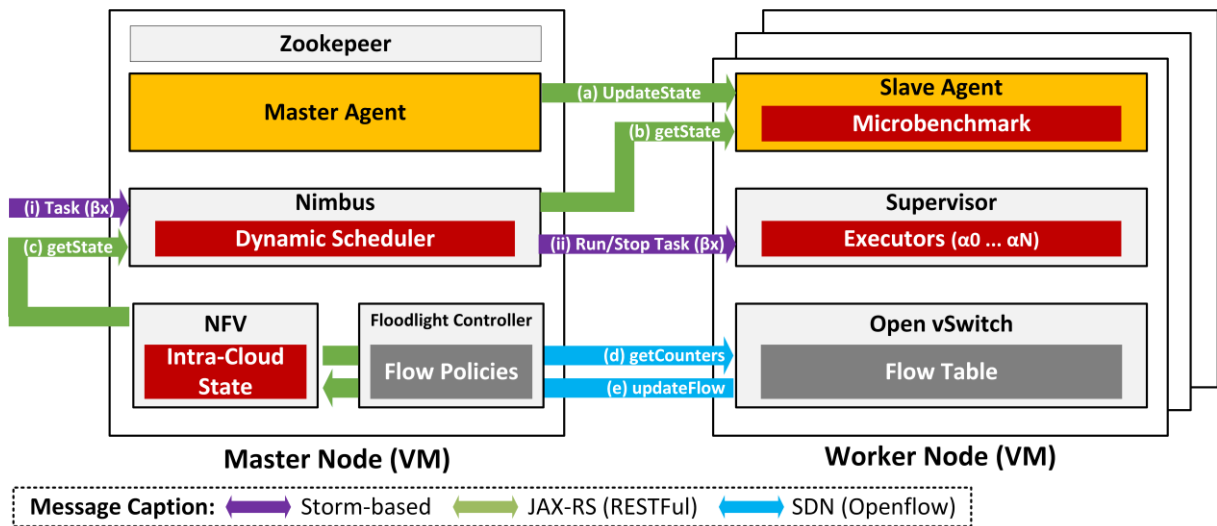 Zookepeer
Master Agent
(a) UpdateState
(b) getState
Slave Agent
Microbenchmark
(i) Task (βx)
(c) getState
Nimbus
Dynamic Scheduler
(ii) Run/Stop Task (βx)
Supervisor
Executors (α0 ... αN)
NFV
Intra-Cloud
State
Floodlight Controller
Flow Policies
(d) getCounters
(e) updateFlow
Open vSwitch
Flow Table
Master Node (VM)
Worker Node (VM)
Message Caption: Storm-based JAX-RS (RESTFul) SDN (Openflow)